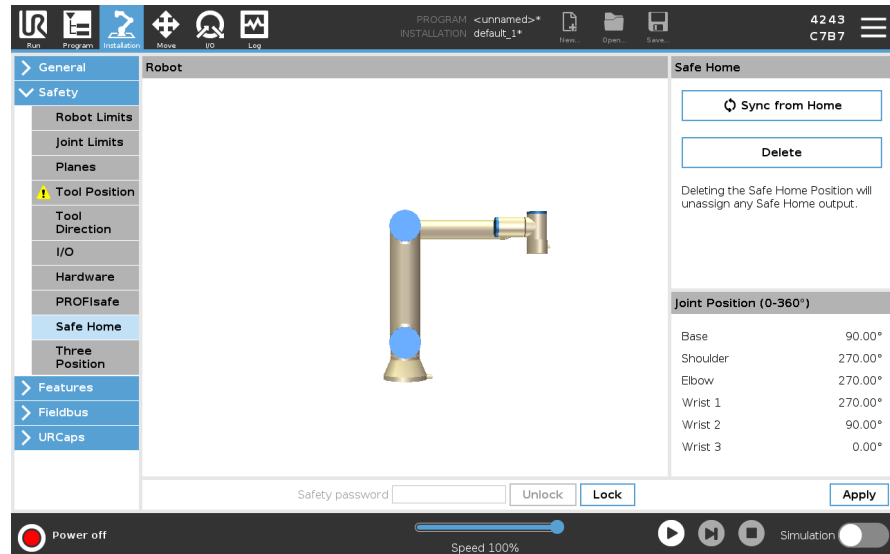 UR
Run
Program
Installation
Move
I/O
Log
PROGRAM <unnamed>*
INSTALLATION default_1*
New...
Open...
Save...
4243
C7B7
General
Safety
Robot Limits
Joint Limits
Planes
Tool Position
Tool
Direction
I/O
Hardware
PROFIsafe
Safe Home
Three
Position
Features
Fieldbus
URCaps
Robot
Safety password
Unlock
Lock
Safe Home
Sync from Home
Delete
Deleting the Safe Home Position will
unassign any Safe Home output.
Joint Position (0-360°)
Base 90.00°
Shoulder 270.00°
Elbow 270.00°
Wrist 1 270.00°
Wrist 2 90.00°
Wrist 3 0.00°
Apply
Power off
Speed 100%
Simulation